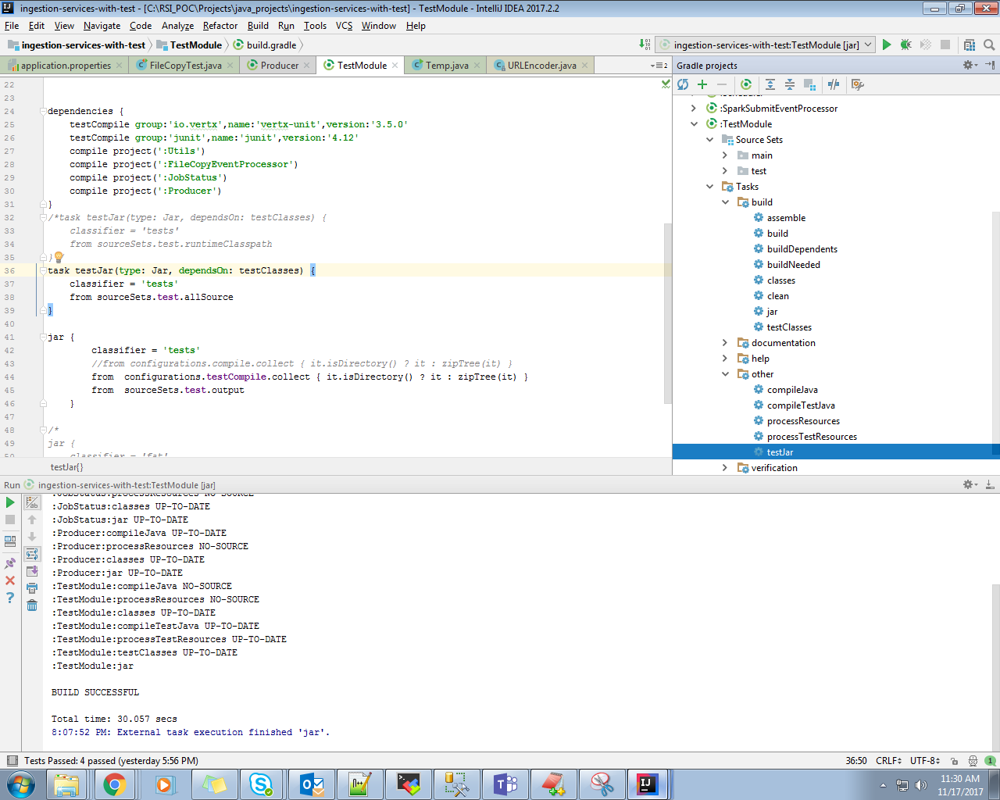 ingestion-services-with-test - [C:\RSI_POC\Projects\java_projects\ingestion-services-with-test] - TestModule - IntelliJ IDEA 2017.2.2
File Edit View Navigate Code Analyze Refactor Build Run Tools VCS Window Help
ingestion-services-with-test TestModule build.gradle
ingestion-services-with-test:TestModule [jar]
application.properties FileCopyTest.java Producer TestModule Temp.java URLEncoder.java 2
22
23
24 dependencies {
25 testCompile group:'io.vertx',name:'vertx-unit',version:'3.5.0'
26 testCompile group:'junit',name:'junit',version:'4.12'
27 compile project(':Utils')
28 compile project(':FileCopyEventProcessor')
29 compile project(':JobStatus')
30 compile project(':Producer')
31 }
32 /*task testJar(type: Jar, dependsOn: testClasses) {
33 classifier = 'tests'
34 from sourceSets.test.runtimeClasspath
35 }
36 task testJar(type: Jar, dependsOn: testClasses) {
37 classifier = 'tests'
38 from sourceSets.test.allSource
39 }
40
41 jar {
42 classifier = 'tests'
43 //from configurations.compile.collect { it.isDirectory() ? it : zipTree(it) }
44 from configurations.testCompile.collect { it.isDirectory() ? it : zipTree(it) }
45 from sourceSets.test.output
46 }
47
48 /*
49 jar {
50 classifier = 'fat'
testJar{}
Gradle projects
:SparkSubmitEventProcessor
:TestModule
Source Sets
main
test
Tasks
build
assemble
build
buildDependents
buildNeeded
classes
clean
jar
testClasses
documentation
help
other
compileJava
compileTestJava
processResources
processTestResources
testJar
verification
Run ingestion-services-with-test:TestModule [jar]
:JobStatus:processResources NO-SOURCE
:JobStatus:classes UP-TO-DATE
:JobStatus:jar UP-TO-DATE
:Producer:compileJava UP-TO-DATE
:Producer:processResources NO-SOURCE
:Producer:classes UP-TO-DATE
:Producer:jar UP-TO-DATE
:TestModule:compileJava NO-SOURCE
:TestModule:processResources NO-SOURCE
:TestModule:classes UP-TO-DATE
:TestModule:compileTestJava UP-TO-DATE
:TestModule:processTestResources UP-TO-DATE
:TestModule:testClasses UP-TO-DATE
:TestModule:jar
BUILD SUCCESSFUL
Total time: 30.057 secs
8:07:52 PM: External task execution finished 'jar'.
Tests Passed: 4 passed (yesterday 5:56 PM)
36:50 CRLF UTF-8 1
11:30 AM
11/17/2017